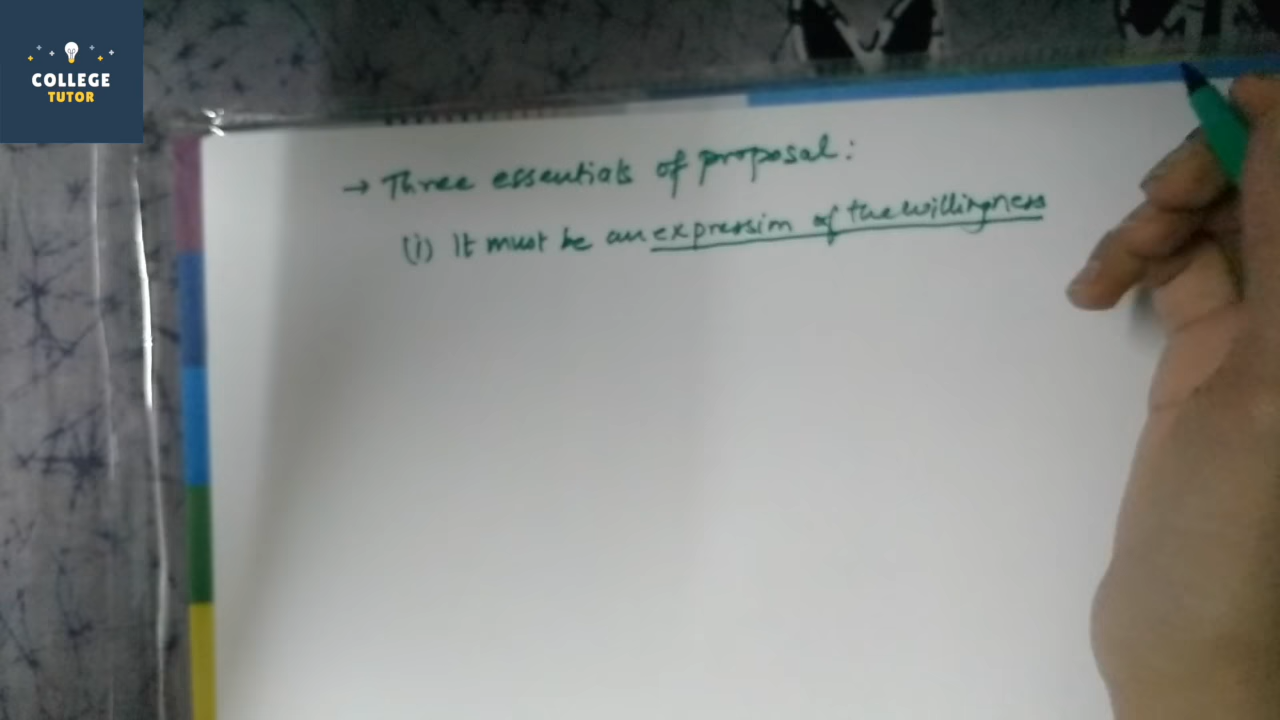 COLLEGE
TUTOR
→ Three essentials of proposal:
(i) It must be an expression of the willingness